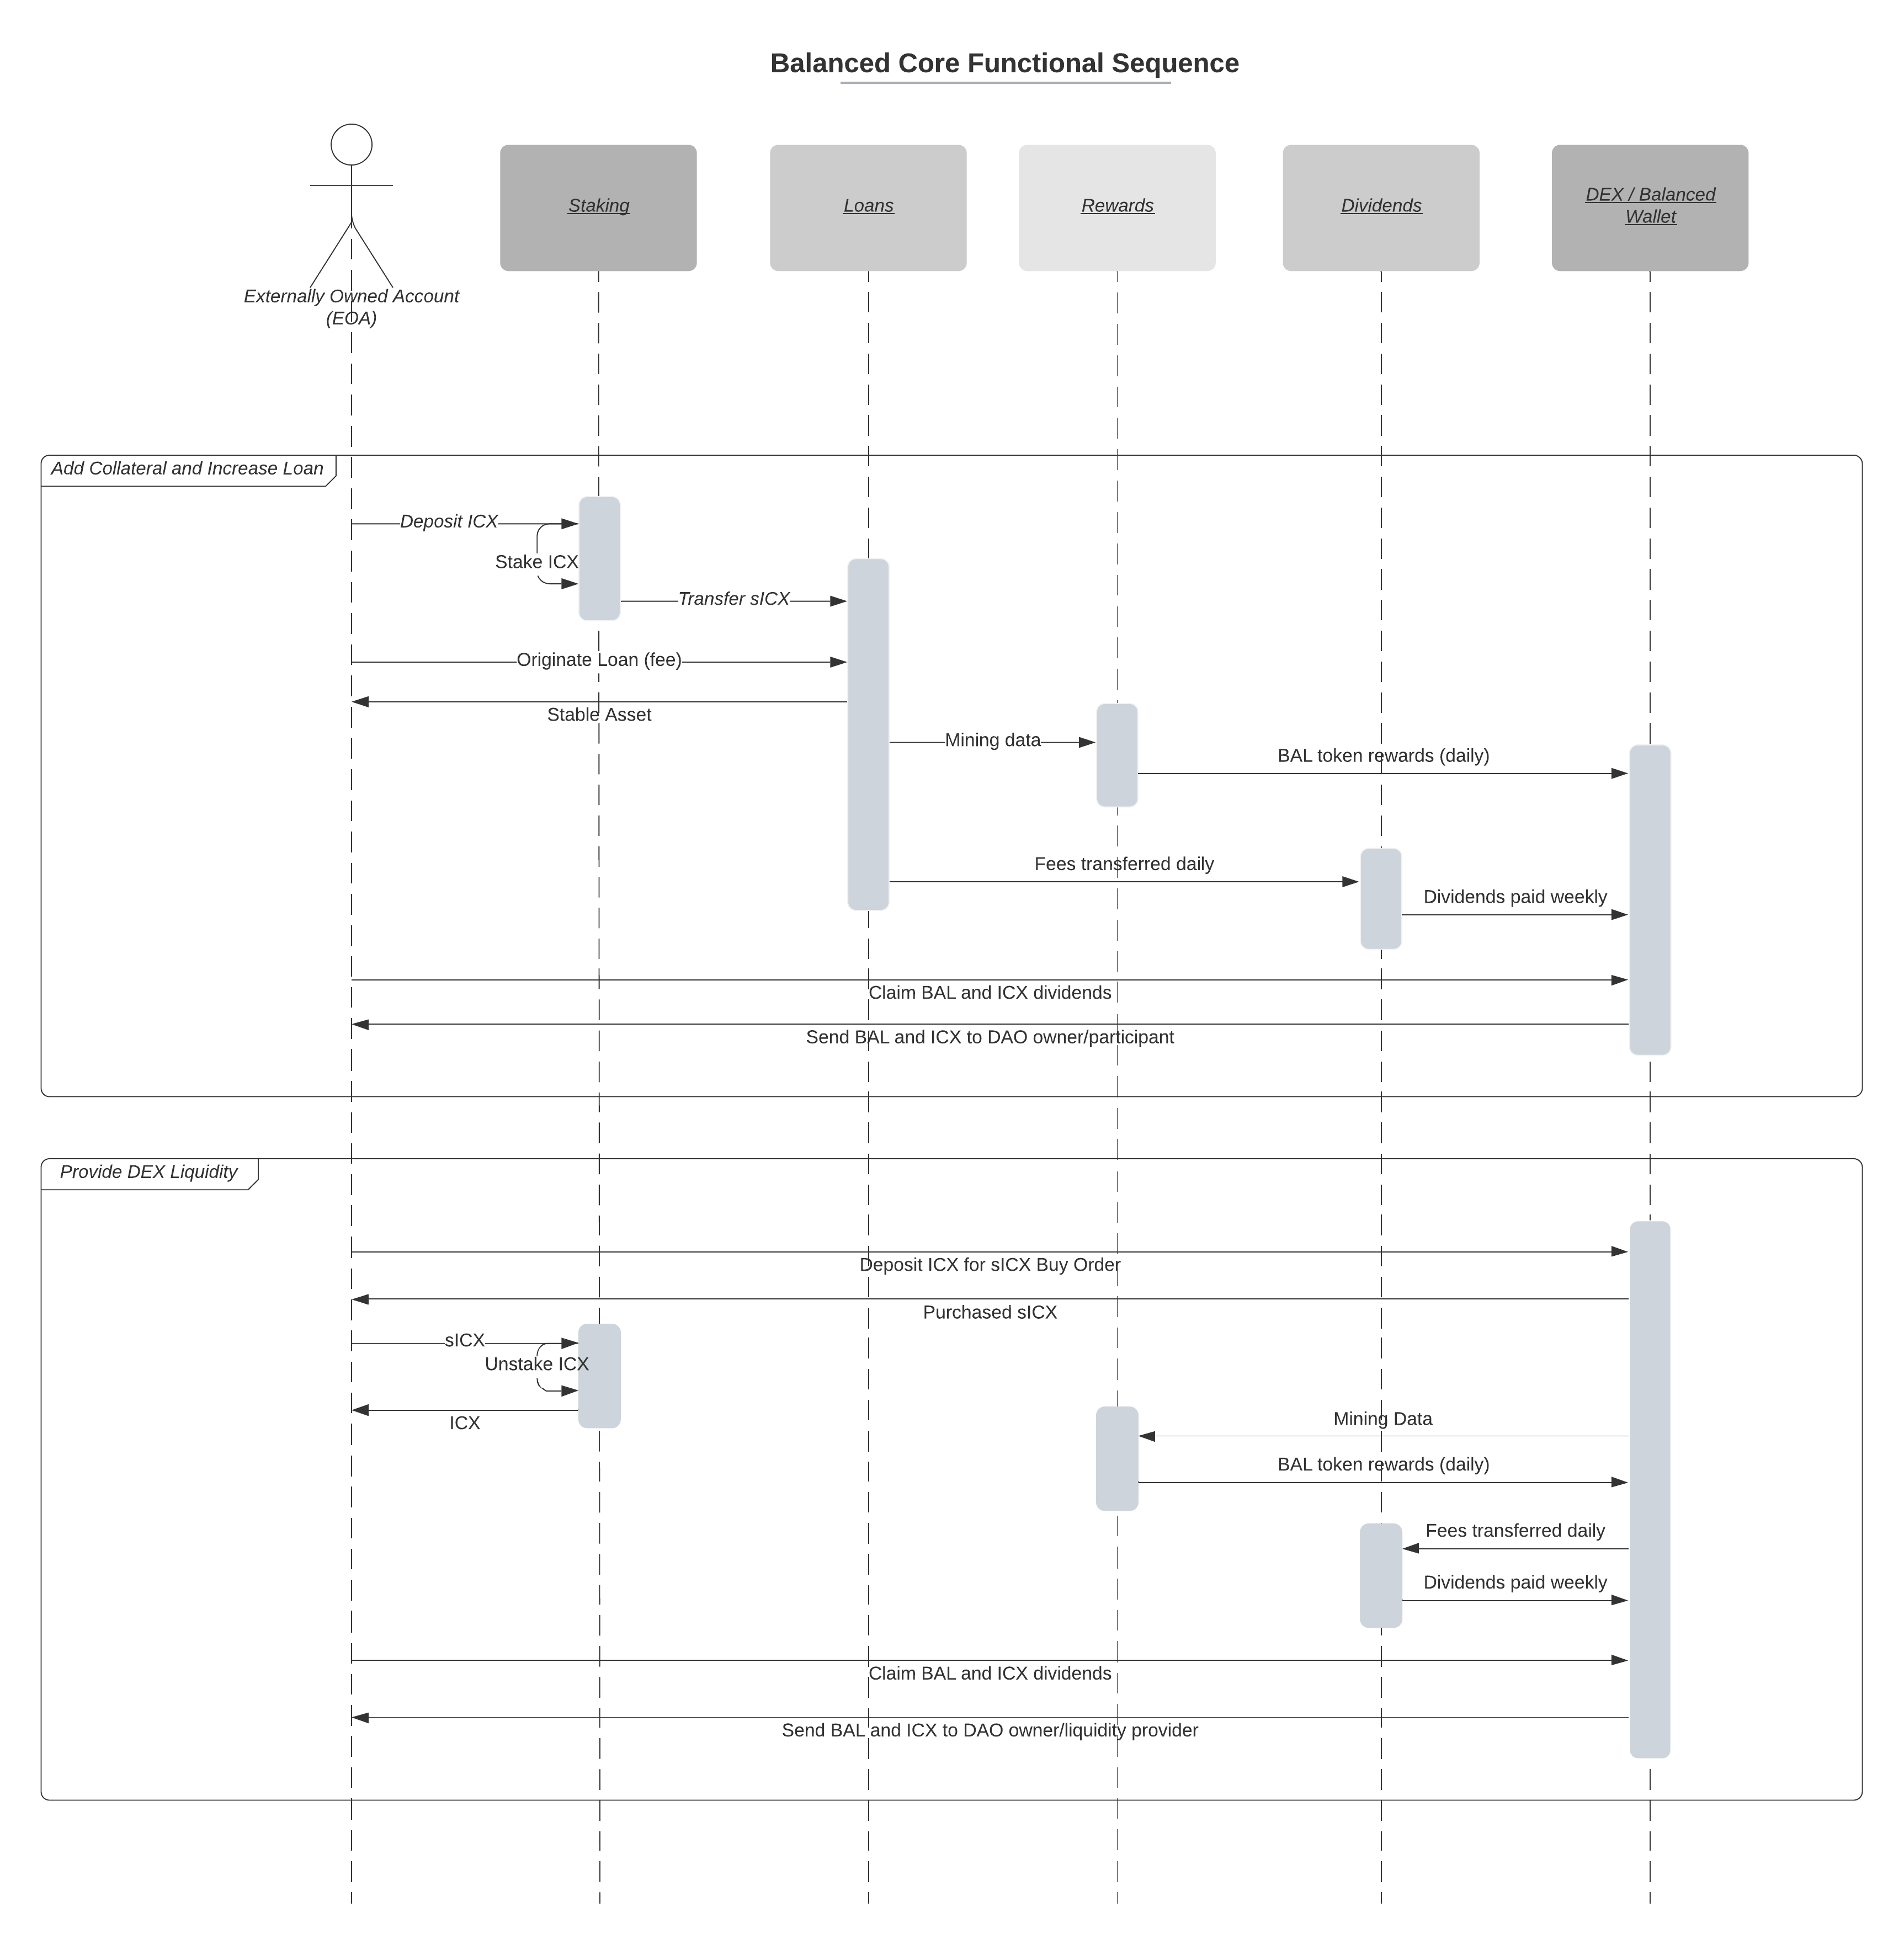 Balanced Core Functional Sequence
Externally Owned Account
(EOA)
Staking
Loans
Rewards
Dividends
DEX / Balanced
Wallet
Add Collateral and Increase Loan
Deposit ICX
Stake ICX
Transfer sICX
Originate Loan (fee)
Stable Asset
Mining data
BAL token rewards (daily)
Fees transferred daily
Dividends paid weekly
Claim BAL and ICX dividends
Send BAL and ICX to DAO owner/participant
Provide DEX Liquidity
Deposit ICX for sICX Buy Order
Purchased sICX
sICX
Unstake ICX
ICX
Mining Data
BAL token rewards (daily)
Fees transferred daily
Dividends paid weekly
Claim BAL and ICX dividends
Send BAL and ICX to DAO owner/liquidity provider